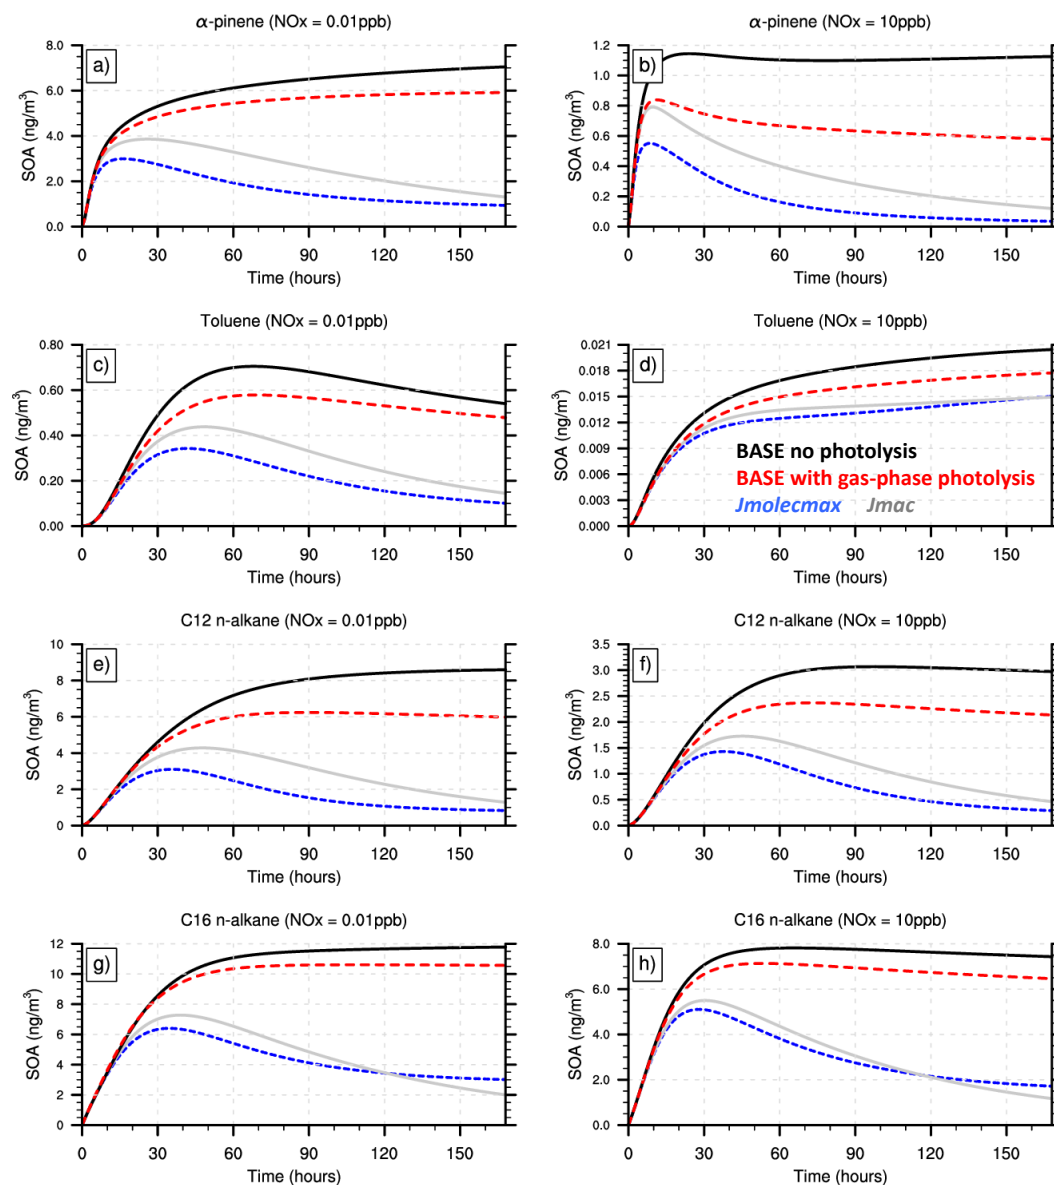 α-pinene (NOx = 0.01ppb)
a)
SOA (ng/m³)
8.0
6.0
4.0
2.0
0.0
0 30 60 90 120 150
Time (hours)
α-pinene (NOx = 10ppb)
b)
SOA (ng/m³)
1.2
1.0
0.8
0.6
0.4
0.2
0.0
0 30 60 90 120 150
Time (hours)
Toluene (NOx = 0.01ppb)
c)
SOA (ng/m³)
0.80
0.60
0.40
0.20
0.00
0 30 60 90 120 150
Time (hours)
Toluene (NOx = 10ppb)
d)
SOA (ng/m³)
0.021
0.018
0.015
0.012
0.009
0.006
0.003
0.000
BASE no photolysis
BASE with gas-phase photolysis
Jmolecmax Jmac
0 30 60 90 120 150
Time (hours)
C12 n-alkane (NOx = 0.01ppb)
e)
SOA (ng/m³)
10
8
6
4
2
0
0 30 60 90 120 150
Time (hours)
C12 n-alkane (NOx = 10ppb)
f)
SOA (ng/m³)
3.5
3.0
2.5
2.0
1.5
1.0
0.5
0.0
0 30 60 90 120 150
Time (hours)
C16 n-alkane (NOx = 0.01ppb)
g)
SOA (ng/m³)
12
10
8
6
4
2
0
0 30 60 90 120 150
Time (hours)
C16 n-alkane (NOx = 10ppb)
h)
SOA (ng/m³)
8.0
6.0
4.0
2.0
0.0
0 30 60 90 120 150
Time (hours)